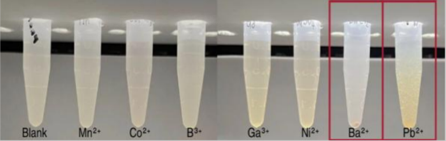 Blank Mn²⁺ Co²⁺ B³⁺ Ga³⁺ Ni²⁺ Ba²⁺ Pb²⁺